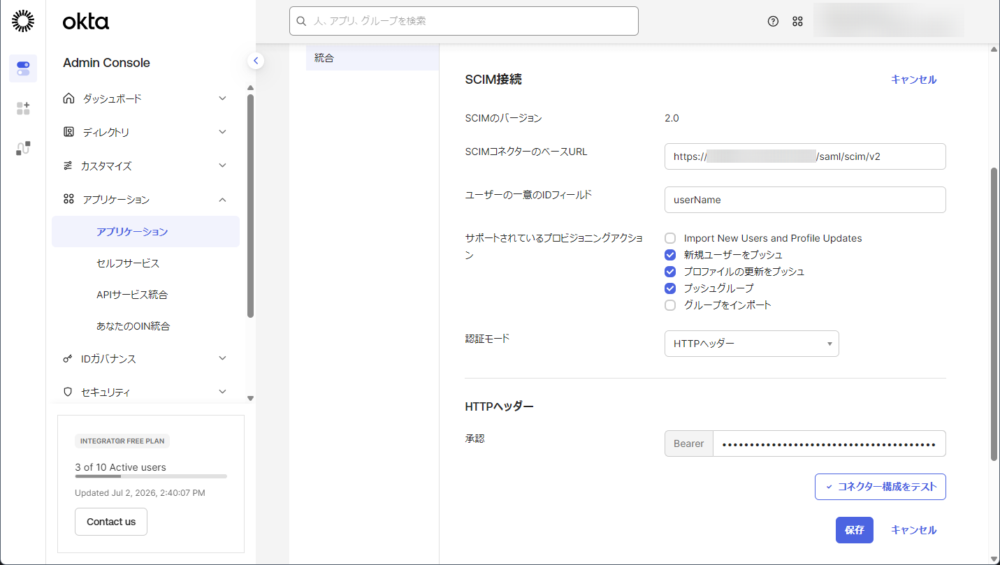 okta
人、アプリ、グループを検索
Admin Console
ダッシュボード
ディレクトリ
カスタマイズ
アプリケーション
アプリケーション
セルフサービス
APIサービス統合
あなたのOIN統合
IDガバナンス
セキュリティ
INTEGRATOR FREE PLAN
3 of 10 Active users
Updated Jul 2, 2026, 2:40:07 PM
Contact us
統合
SCIM接続
キャンセル
SCIMのバージョン
2.0
SCIMコネクターのベースURL
https://
/saml/scim/v2
ユーザーの一意のIDフィールド
userName
サポートされているプロビジョニングアクショ
ン
Import New Users and Profile Updates
新規ユーザーをプッシュ
プロファイルの更新をプッシュ
プッシュグループ
グループをインポート
認証モード
HTTPヘッダー
HTTPヘッダー
承認
Bearer
コネクター構成をテスト
保存
キャンセル